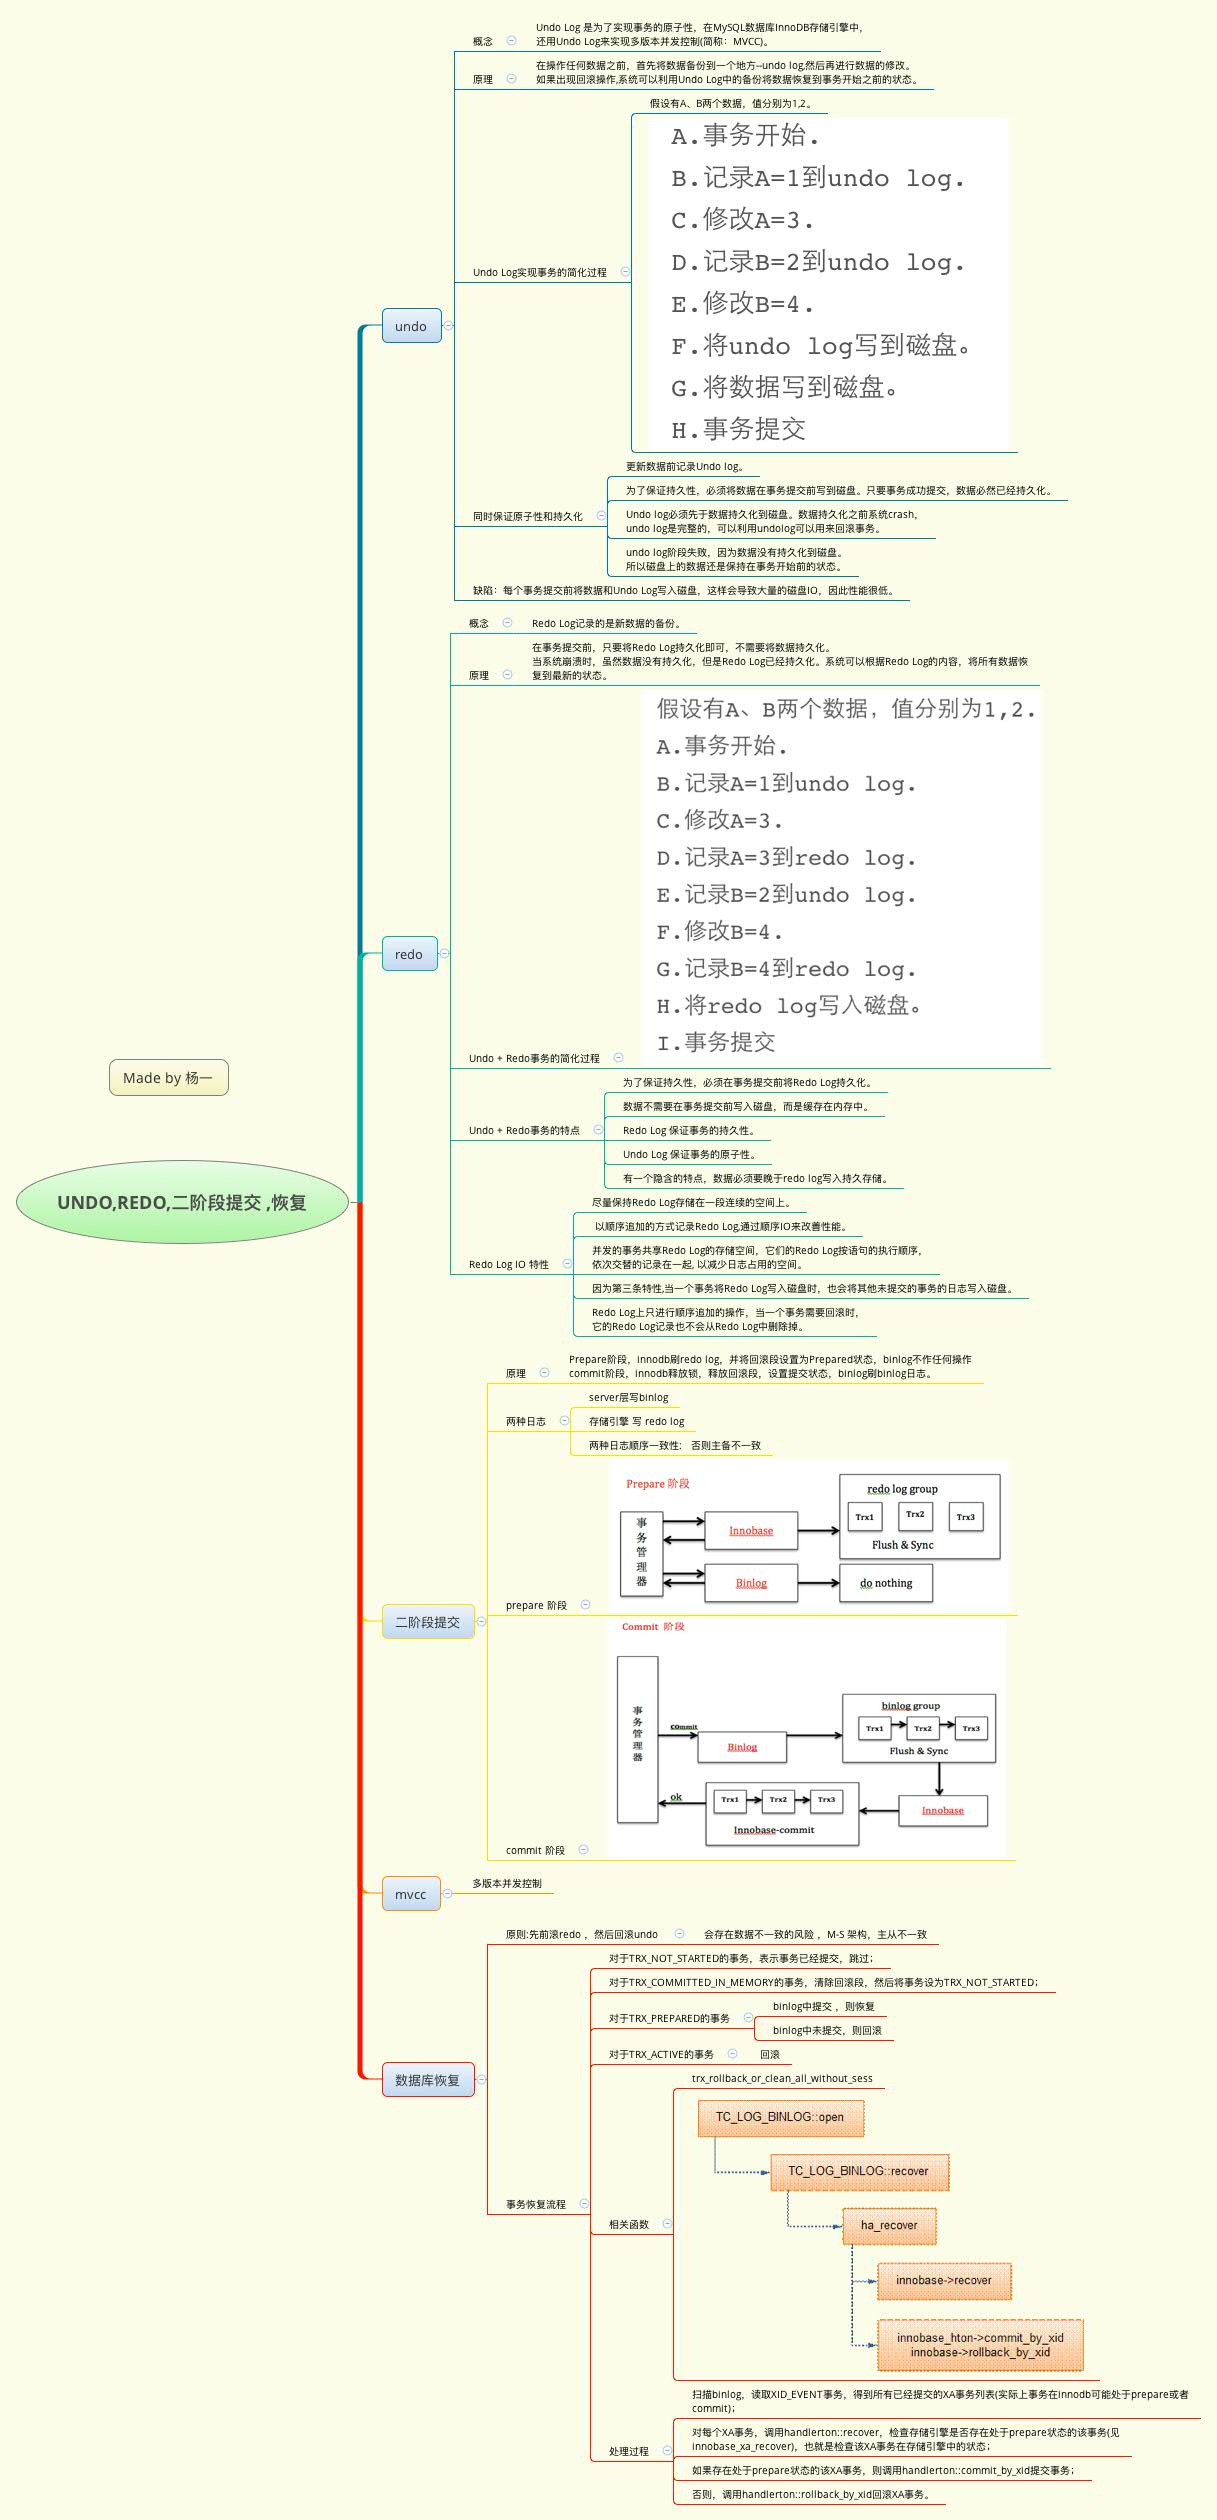 Made by 杨一
UNDO,REDO,二阶段提交 ,恢复
undo
概念
Undo Log 是为了实现事务的原子性，在MySQL数据库InnoDB存储引擎中，
还用Undo Log来实现多版本并发控制(简称：MVCC)。
原理
在操作任何数据之前，首先将数据备份到一个地方--undo log,然后再进行数据的修改。
如果出现回滚操作,系统可以利用Undo Log中的备份将数据恢复到事务开始之前的状态。
Undo Log实现事务的简化过程
假设有A、B两个数据，值分别为1,2。
A.事务开始.
B.记录A=1到undo log.
C.修改A=3.
D.记录B=2到undo log.
E.修改B=4.
F.将undo log写到磁盘。
G.将数据写到磁盘。
H.事务提交
同时保证原子性和持久化
更新数据前记录Undo log。
为了保证持久性，必须将数据在事务提交前写到磁盘。只要事务成功提交，数据必然已经持久化。
Undo log必须先于数据持久化到磁盘。数据持久化之前系统crash，
undo log是完整的，可以利用undolog可以用来回滚事务。
undo log阶段失败，因为数据没有持久化到磁盘。
所以磁盘上的数据还是保持在事务开始前的状态。
缺陷：每个事务提交前将数据和Undo Log写入磁盘，这样会导致大量的磁盘IO，因此性能很低。
redo
概念
Redo Log记录的是新数据的备份。
原理
在事务提交前，只要将Redo Log持久化即可，不需要将数据持久化。
当系统崩溃时，虽然数据没有持久化，但是Redo Log已经持久化。系统可以根据Redo Log的内容，将所有数据恢
复到最新的状态。
Undo + Redo事务的简化过程
假设有A、B两个数据，值分别为1,2.
A.事务开始.
B.记录A=1到undo log.
C.修改A=3.
D.记录A=3到redo log.
E.记录B=2到undo log.
F.修改B=4.
G.记录B=4到redo log.
H.将redo log写入磁盘。
I.事务提交
Undo + Redo事务的特点
为了保证持久性，必须在事务提交前将Redo Log持久化。
数据不需要在事务提交前写入磁盘，而是缓存在内存中。
Redo Log 保证事务的持久性。
Undo Log 保证事务的原子性。
有一个隐含的特点，数据必须要晚于redo log写入持久存储。
Redo Log IO 特性
尽量保持Redo Log存储在一段连续的空间上。
以顺序追加的方式记录Redo Log,通过顺序IO来改善性能。
并发的事务共享Redo Log的存储空间，它们的Redo Log按语句的执行顺序，
依次交替的记录在一起, 以减少日志占用的空间。
因为第三条特性,当一个事务将Redo Log写入磁盘时，也会将其他未提交的事务的日志写入磁盘。
Redo Log上只进行顺序追加的操作，当一个事务需要回滚时，
它的Redo Log记录也不会从Redo Log中删除掉。
二阶段提交
原理
Prepare阶段，innodb刷redo log，并将回滚段设置为Prepared状态，binlog不作任何操作
commit阶段，innodb释放锁，释放回滚段，设置提交状态，binlog刷binlog日志。
两种日志
server层写binlog
存储引擎 写 redo log
两种日志顺序一致性： 否则主备不一致
prepare 阶段
Prepare 阶段
事务管理器
Innobase
redo log group
Trx1
Trx2
Trx3
Flush & Sync
Binlog
do nothing
commit 阶段
Commit 阶段
事务管理器
commit
Binlog
binlog group
Trx1
Trx2
Trx3
Flush & Sync
ok
Trx1
Trx2
Trx3
Innobase-commit
Innobase
mvcc
多版本并发控制
数据库恢复
原则:先前滚redo ，然后回滚undo
会存在数据不一致的风险 ，M-S 架构，主从不一致
事务恢复流程
对于TRX_NOT_STARTED的事务，表示事务已经提交，跳过；
对于TRX_COMMITTED_IN_MEMORY的事务，清除回滚段，然后将事务设为TRX_NOT_STARTED；
对于TRX_PREPARED的事务
binlog中提交 ，则恢复
binlog中未提交，则回滚
对于TRX_ACTIVE的事务
回滚
相关函数
trx_rollback_or_clean_all_without_sess
TC_LOG_BINLOG::open
TC_LOG_BINLOG::recover
ha_recover
innobase->recover
innobase_hton->commit_by_xid
innobase->rollback_by_xid
处理过程
扫描binlog，读取XID_EVENT事务，得到所有已经提交的XA事务列表(实际上事务在innodb可能处于prepare或者
commit)；
对每个XA事务，调用handlerton::recover，检查存储引擎是否存在处于prepare状态的该事务(见
innobase_xa_recover)，也就是检查该XA事务在存储引擎中的状态；
如果存在处于prepare状态的该XA事务，则调用handlerton::commit_by_xid提交事务；
否则，调用handlerton::rollback_by_xid回滚XA事务。